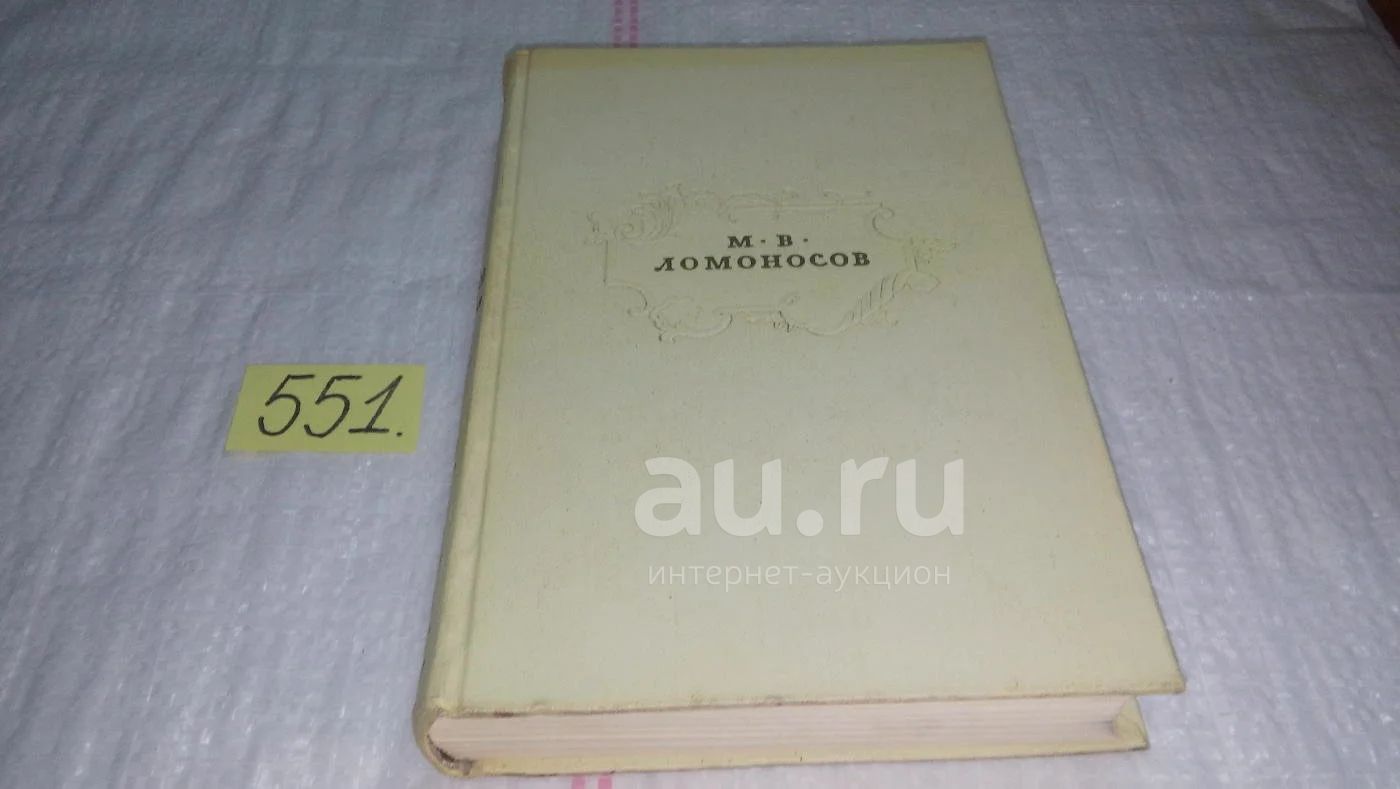 М · В ·
ЛОМОНОСОВ
551.
au.ru
интернет-аукцион